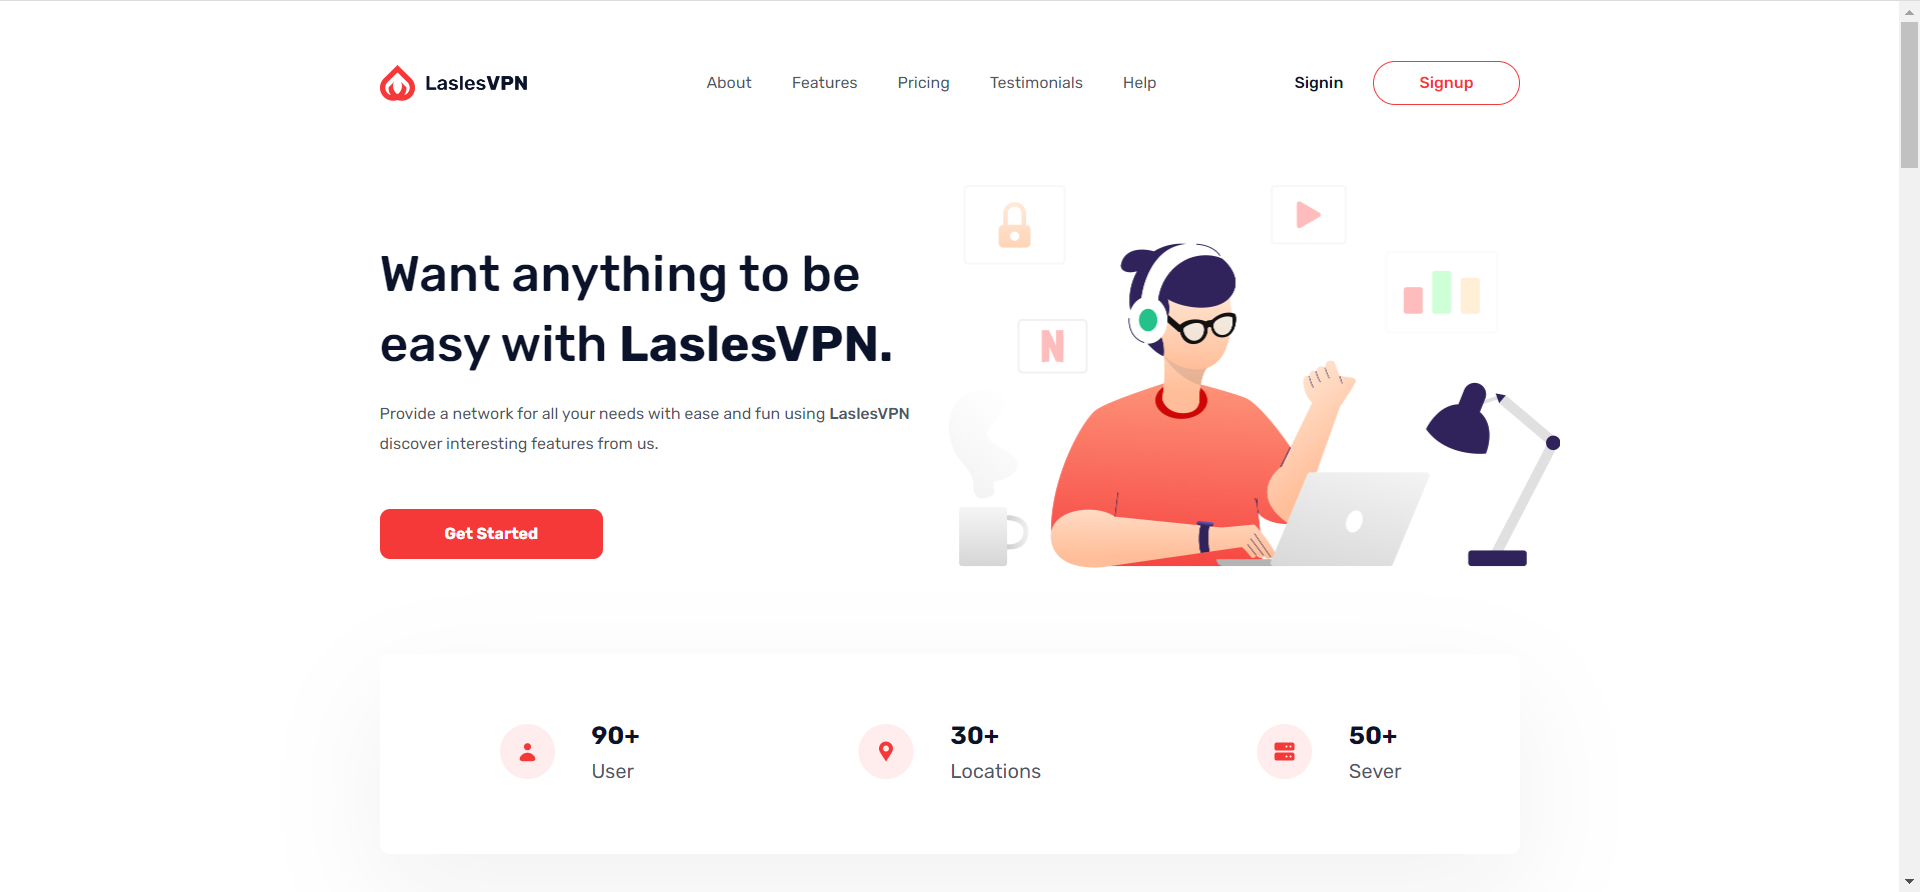 LaslesVPN
About Features Pricing Testimonials Help Signin Signup
Want anything to be
easy with LaslesVPN.
Provide a network for all your needs with ease and fun using LaslesVPN
discover interesting features from us.
Get Started
N
90+
User
30+
Locations
50+
Sever